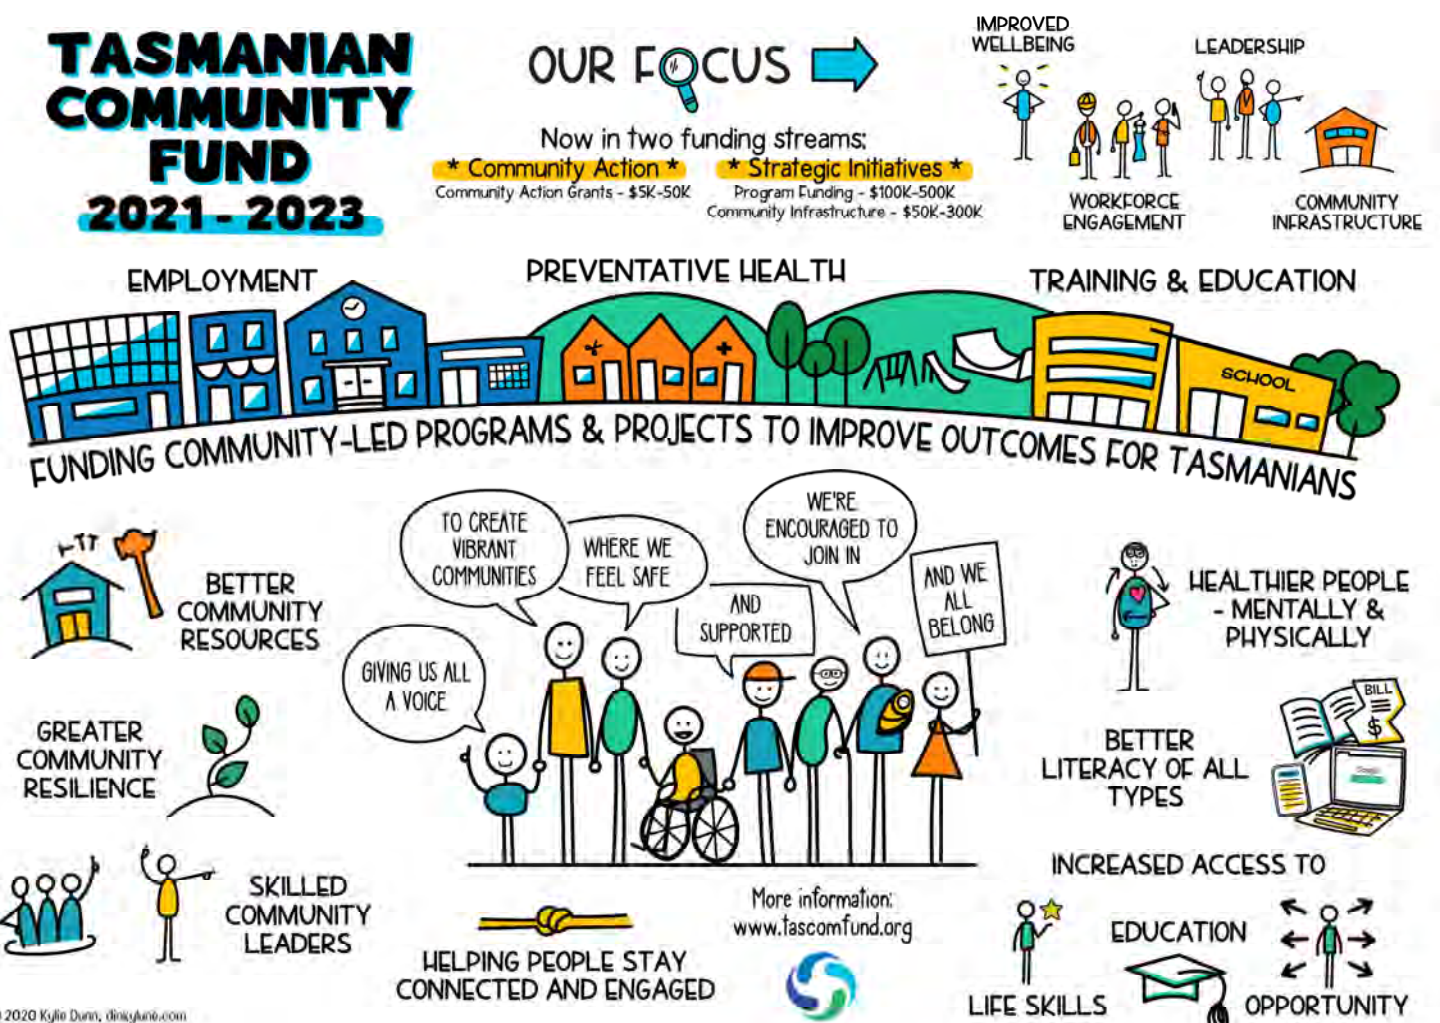 TASMANIAN
COMMUNITY
FUND
2021 - 2023
OUR FOCUS
Now in two funding streams:
* Community Action *
Community Action Grants - $5K-50K
* Strategic Initiatives *
Program Funding - $100K-500K
Community Infrastructure - $50K-300K
IMPROVED
WELLBEING
LEADERSHIP
WORKFORCE
ENGAGEMENT
COMMUNITY
INFRASTRUCTURE
EMPLOYMENT
PREVENTATIVE HEALTH
TRAINING & EDUCATION
SCHOOL
FUNDING COMMUNITY-LED PROGRAMS & PROJECTS TO IMPROVE OUTCOMES FOR TASMANIANS
BETTER
COMMUNITY
RESOURCES
GREATER
COMMUNITY
RESILIENCE
SKILLED
COMMUNITY
LEADERS
GIVING US ALL
A VOICE
TO CREATE
VIBRANT
COMMUNITIES
WHERE WE
FEEL SAFE
AND
SUPPORTED
WE'RE
ENCOURAGED TO
JOIN IN
AND WE
ALL
BELONG
HELPING PEOPLE STAY
CONNECTED AND ENGAGED
More information:
www.tascomfund.org
HEALTHIER PEOPLE
- MENTALLY &
PHYSICALLY
BETTER
LITERACY OF ALL
TYPES
BILL
$
INCREASED ACCESS TO
LIFE SKILLS
EDUCATION
OPPORTUNITY
2020 Kylie Dunn, dinkylune.com